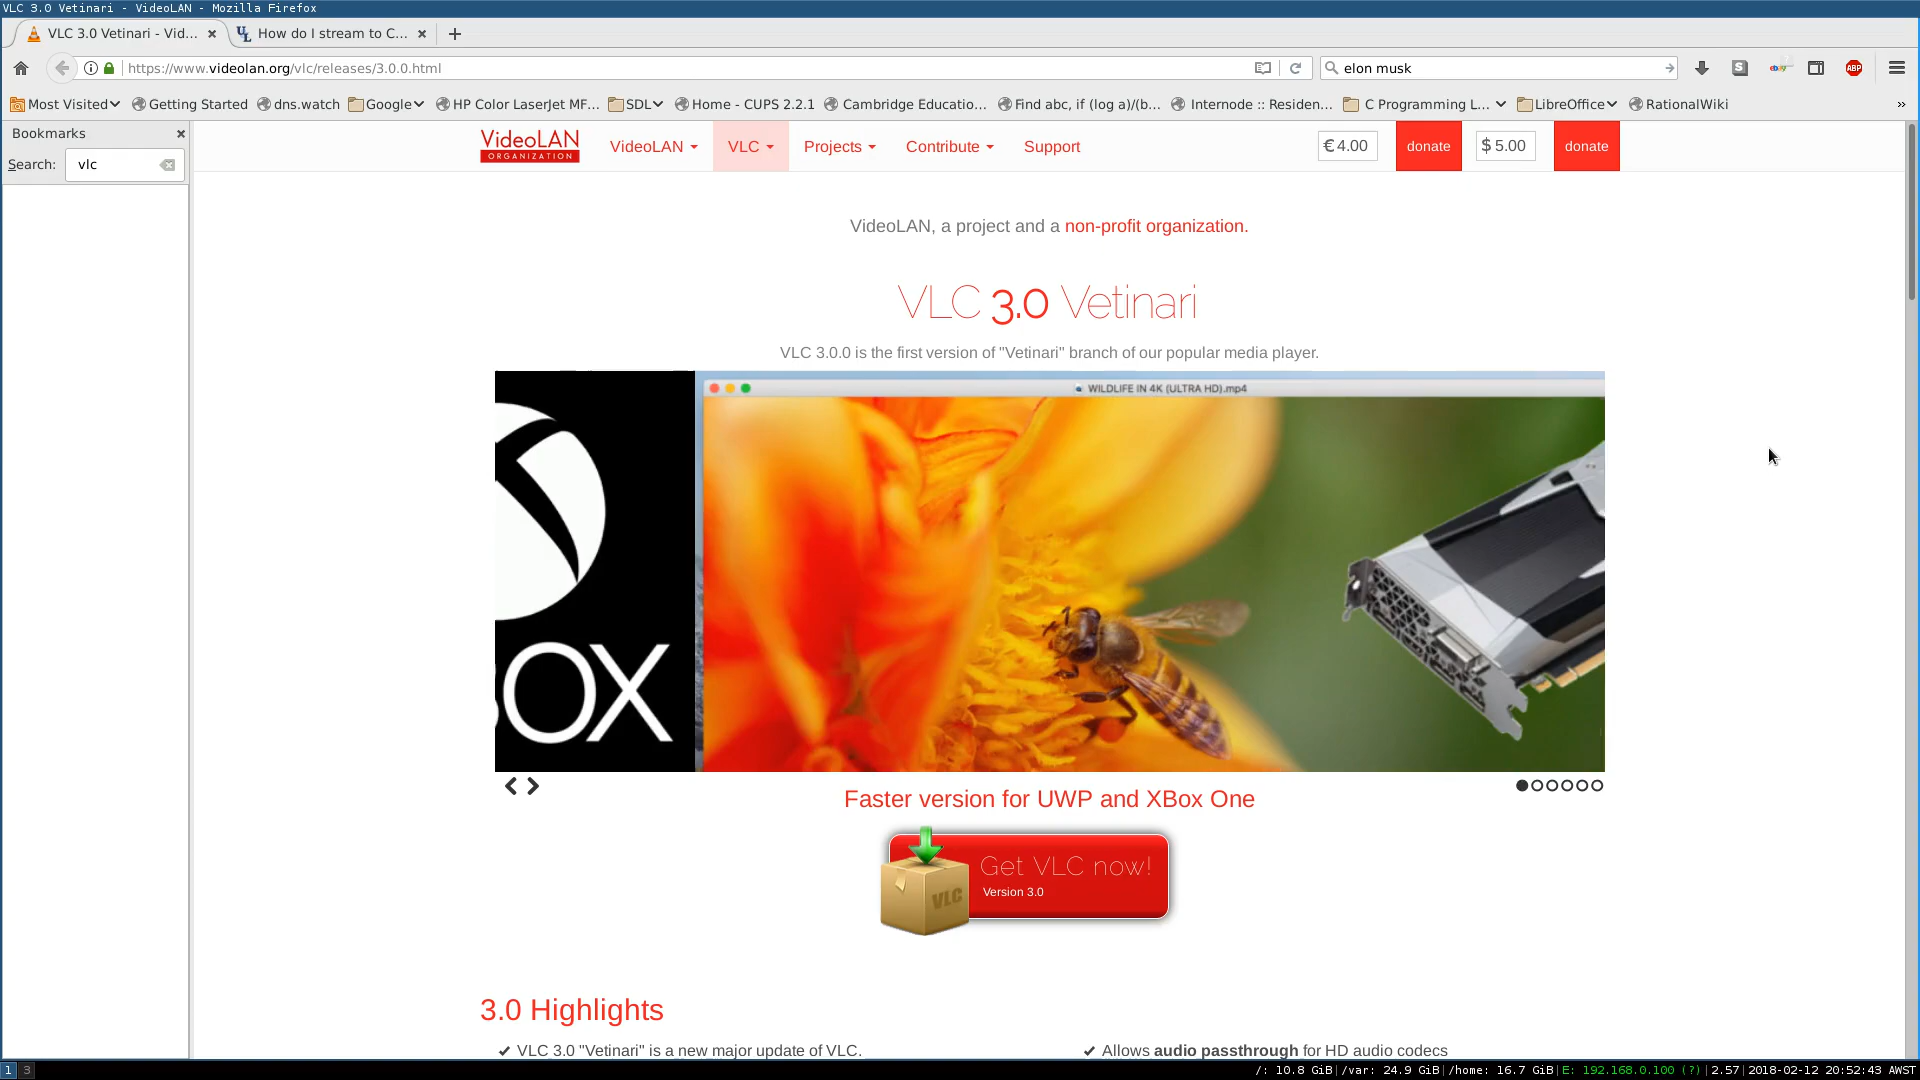 VLC 3.0 Vetinari - VideoLAN - Mozilla Firefox
VLC 3.0 Vetinari - Vid...
How do I stream to C...
https://www.videolan.org/vlc/releases/3.0.0.html
elon musk
S
ebay
ABP
Most Visited
Getting Started
dns.watch
Google
HP Color LaserJet MF...
SDL
Home - CUPS 2.2.1
Cambridge Educatio...
Find abc, if (log a)/(b...
Internode :: Residen...
C Programming L...
LibreOffice
RationalWiki
Bookmarks
Search: vlc
VideoLAN
ORGANIZATION
VideoLAN
VLC
Projects
Contribute
Support
€ 4.00
donate
$ 5.00
donate
VideoLAN, a project and a non-profit organization.
VLC 3.0 Vetinari
VLC 3.0.0 is the first version of "Vetinari" branch of our popular media player.
WILDLIFE IN 4K (ULTRA HD).mp4
OX
Faster version for UWP and XBox One
VLC
Get VLC now!
Version 3.0
3.0 Highlights
VLC 3.0 "Vetinari" is a new major update of VLC.
Allows audio passthrough for HD audio codecs
1 3
/: 10.8 GiB|/var: 24.9 GiB|/home: 16.7 GiB|E: 192.168.0.100 (?)|2.57|2018-02-12 20:52:43 AWST